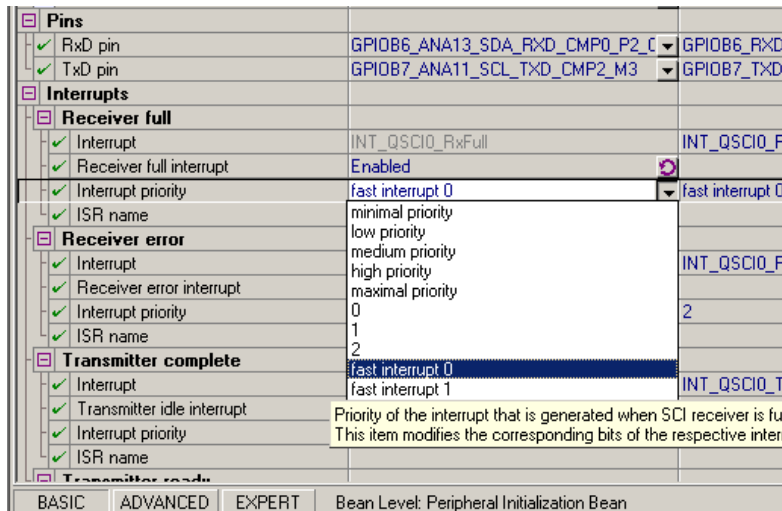 Pins
RxD pin GPIOB6_ANA13_SDA_RXD_CMP0_P2_C GPIOB6_RXD
TxD pin GPIOB7_ANA11_SCL_TXD_CMP2_M3 GPIOB7_TXD
Interrupts
Receiver full
Interrupt INT_QSCI0_RxFull INT_QSCI0_R
Receiver full interrupt Enabled
Interrupt priority fast interrupt 0 fast interrupt 0
ISR name minimal priority
low priority
Receiver error medium priority
Interrupt high priority INT_QSCI0_R
Receiver error interrupt maximal priority
Interrupt priority 0 2
ISR name 1
2
Transmitter complete fast interrupt 0
Interrupt fast interrupt 1 INT_QSCI0_T
Transmitter idle interrupt Priority of the interrupt that is generated when SCI receiver is fu
Interrupt priority This item modifies the corresponding bits of the respective inter
ISR name
Transmitter ready
BASIC ADVANCED EXPERT Bean Level: Peripheral Initialization Bean